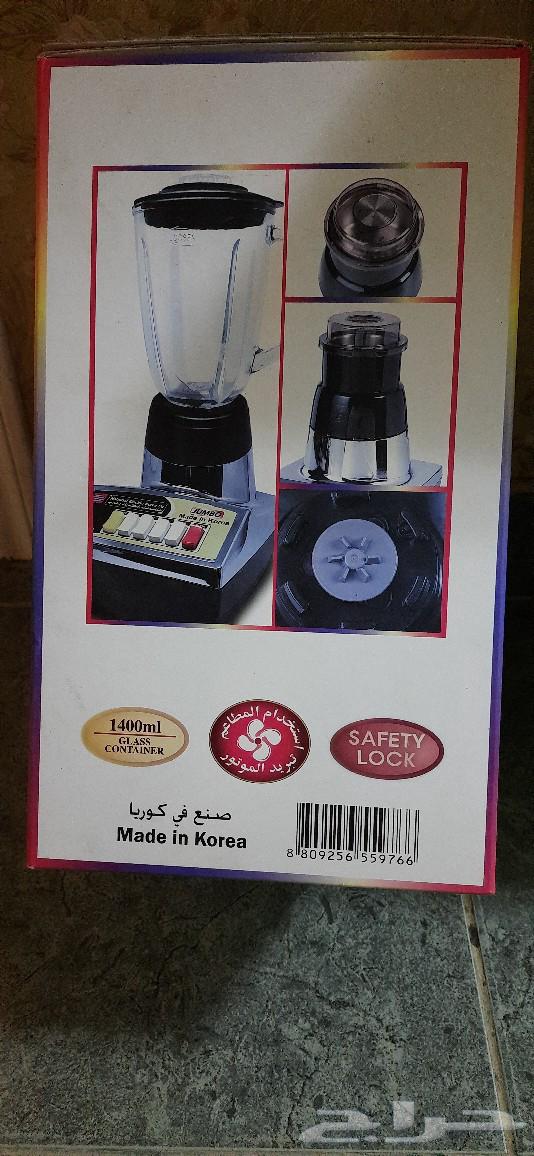 JUMBO
Made in Korea
1400ml
GLASS
CONTAINER
استخدام المطاعم
تبريد الموتور
SAFETY
LOCK
صنع في كوريا
Made in Korea
8 809256 559766
حراج